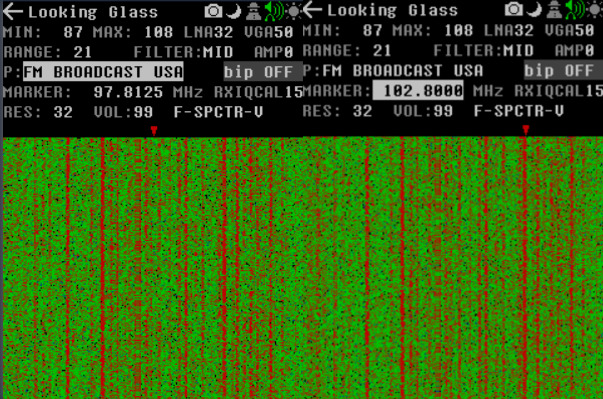 Looking Glass
MIN: 87 MAX: 108 LNA32 VGA50
RANGE: 21 FILTER:MID AMP0
P:FM BROADCAST USA bip OFF
MARKER: 97.8125 MHz RXIQCAL15
RES: 32 VOL:99 F-SPCTR-V
Looking Glass
MIN: 87 MAX: 108 LNA32 VGA50
RANGE: 21 FILTER:MID AMP0
P:FM BROADCAST USA bip OFF
MARKER: 102.8000 MHz RXIQCAL15
RES: 32 VOL:99 F-SPCTR-V